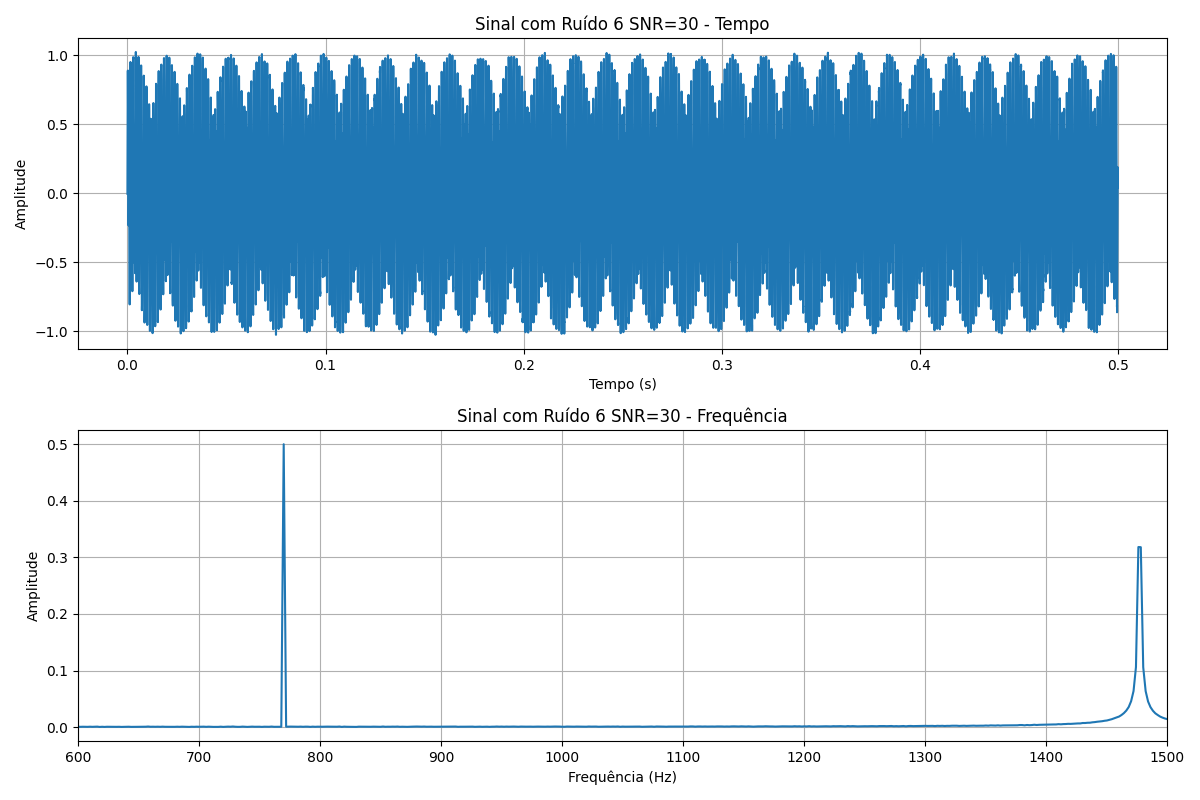 Sinal com Ruído 6 SNR=30 - Tempo
1.0
0.5
0.0
−0.5
−1.0
Amplitude
0.0 0.1 0.2 0.3 0.4 0.5
Tempo (s)
Sinal com Ruído 6 SNR=30 - Frequência
0.5
0.4
0.3
0.2
0.1
0.0
Amplitude
600 700 800 900 1000 1100 1200 1300 1400 1500
Frequência (Hz)